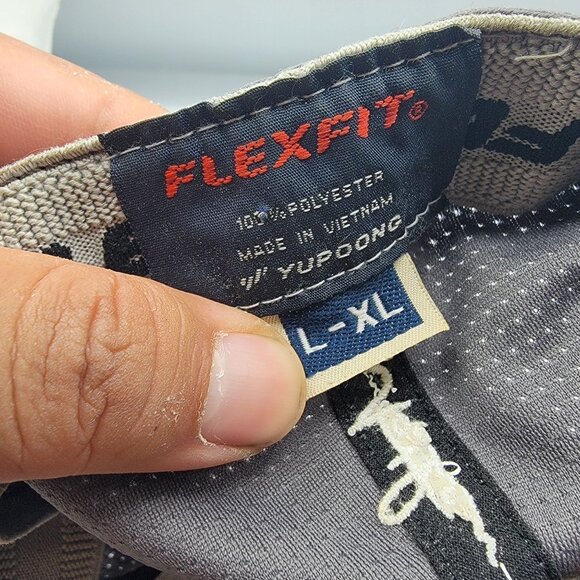 FLEXFIT®
100% POLYESTER
MADE IN VIETNAM
YUPOONG
L-XL